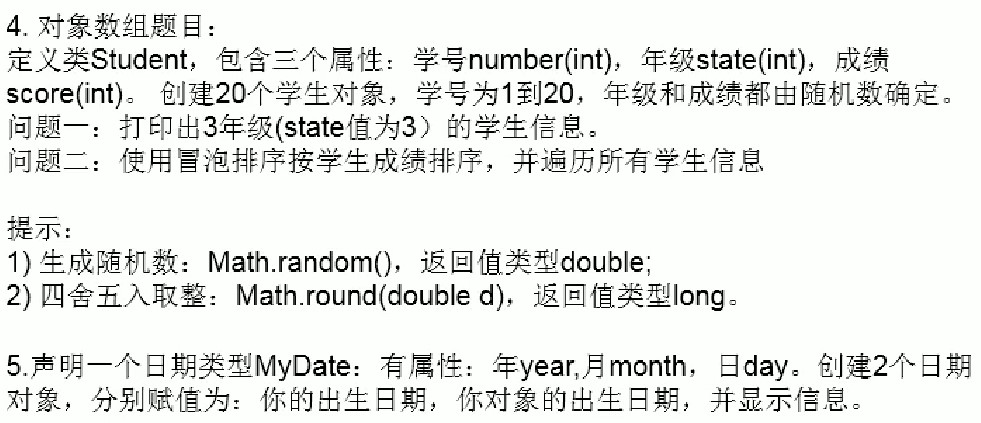 4. 对象数组题目：
定义类Student，包含三个属性：学号number(int)，年级state(int)，成绩
score(int)。 创建20个学生对象，学号为1到20，年级和成绩都由随机数确定。
问题一：打印出3年级(state值为3）的学生信息。
问题二：使用冒泡排序按学生成绩排序，并遍历所有学生信息
提示：
1) 生成随机数：Math.random()，返回值类型double;
2) 四舍五入取整：Math.round(double d)，返回值类型long。
5.声明一个日期类型MyDate：有属性：年year,月month，日day。创建2个日期
对象，分别赋值为：你的出生日期，你对象的出生日期，并显示信息。